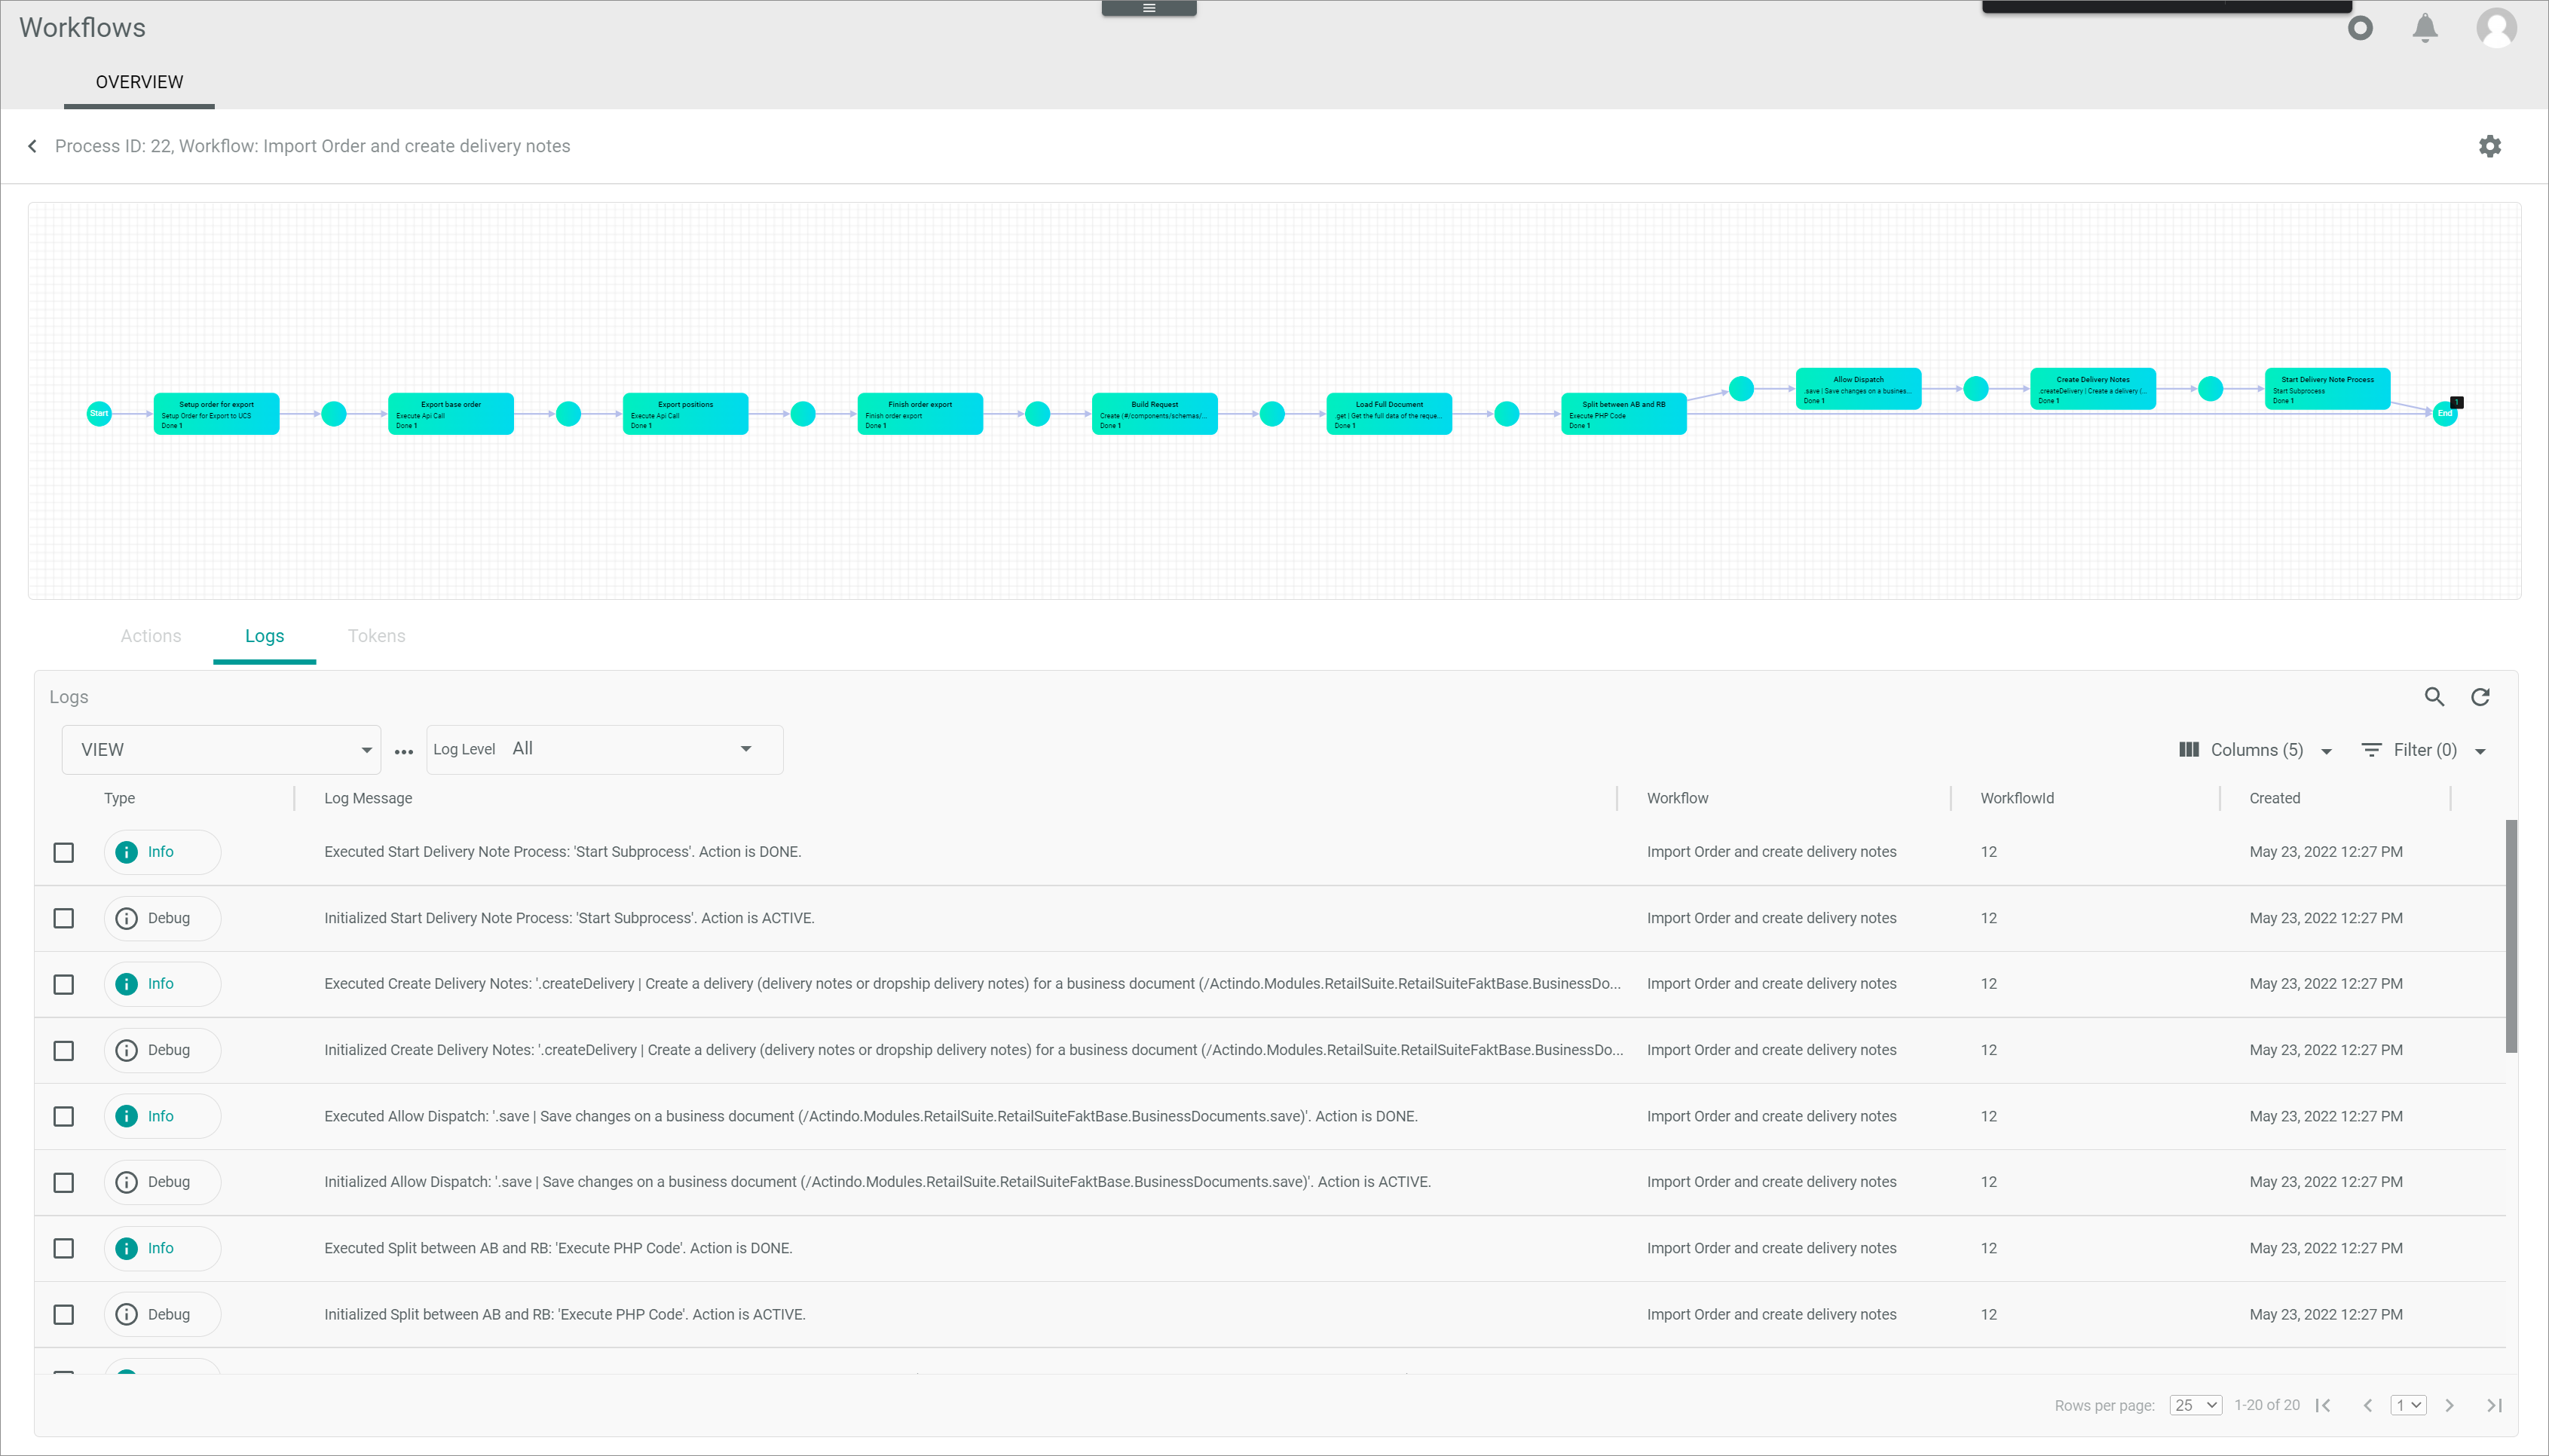 Workflows
OVERVIEW
Process ID: 22, Workflow: Import Order and create delivery notes
Start
Setup order for export
Setup Order for Export to UCS
Done 1
Export base order
Execute Api Call
Done 1
Export positions
Execute Api Call
Done 1
Finish order export
Finish order export
Done 1
Build Request
Create (#/components/schemas/...
Done 1
Load Full Document
.get | Get the full data of the reque...
Done 1
Split between AB and RB
Execute PHP Code
Done 1
Allow Dispatch
.save | Save changes on a busines...
Done 1
Create Delivery Notes
.createDelivery | Create a delivery (...
Done 1
Start Delivery Note Process
Start Subprocess
Done 1
1
End
Actions Logs Tokens
Logs
VIEW ... Log Level All Columns (5) Filter (0)
Type Log Message Workflow WorkflowId Created
Info Executed Start Delivery Note Process: 'Start Subprocess'. Action is DONE. Import Order and create delivery notes 12 May 23, 2022 12:27 PM
Debug Initialized Start Delivery Note Process: 'Start Subprocess'. Action is ACTIVE. Import Order and create delivery notes 12 May 23, 2022 12:27 PM
Info Executed Create Delivery Notes: '.createDelivery | Create a delivery (delivery notes or dropship delivery notes) for a business document (/Actindo.Modules.RetailSuite.RetailSuiteFaktBase.BusinessDo... Import Order and create delivery notes 12 May 23, 2022 12:27 PM
Debug Initialized Create Delivery Notes: '.createDelivery | Create a delivery (delivery notes or dropship delivery notes) for a business document (/Actindo.Modules.RetailSuite.RetailSuiteFaktBase.BusinessDo... Import Order and create delivery notes 12 May 23, 2022 12:27 PM
Info Executed Allow Dispatch: '.save | Save changes on a business document (/Actindo.Modules.RetailSuite.RetailSuiteFaktBase.BusinessDocuments.save)'. Action is DONE. Import Order and create delivery notes 12 May 23, 2022 12:27 PM
Debug Initialized Allow Dispatch: '.save | Save changes on a business document (/Actindo.Modules.RetailSuite.RetailSuiteFaktBase.BusinessDocuments.save)'. Action is ACTIVE. Import Order and create delivery notes 12 May 23, 2022 12:27 PM
Info Executed Split between AB and RB: 'Execute PHP Code'. Action is DONE. Import Order and create delivery notes 12 May 23, 2022 12:27 PM
Debug Initialized Split between AB and RB: 'Execute PHP Code'. Action is ACTIVE. Import Order and create delivery notes 12 May 23, 2022 12:27 PM
Rows per page: 25 1-20 of 20 1